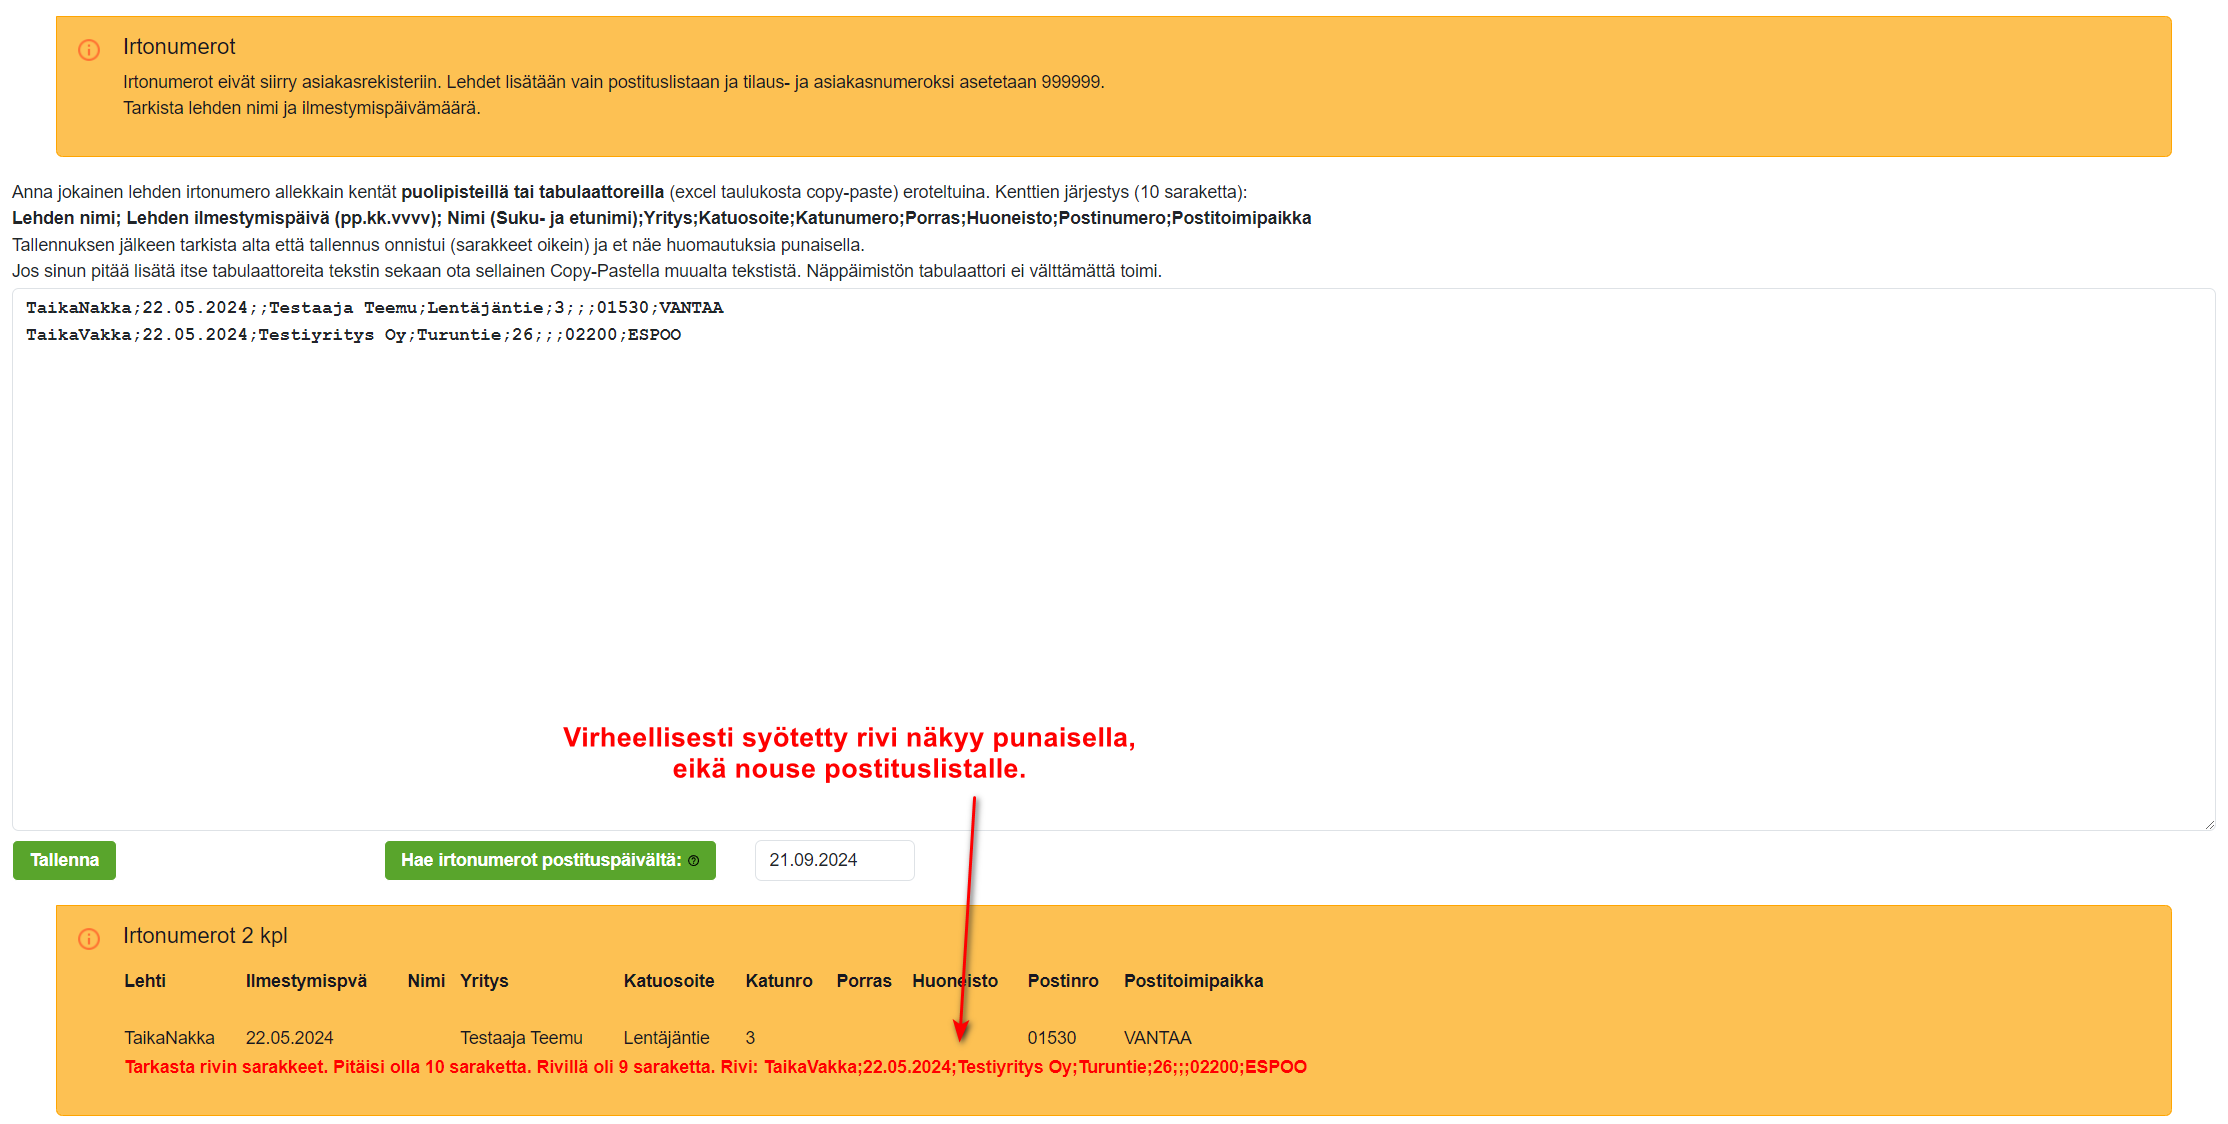 Irtonumerot
Irtonumerot eivät siirry asiakasrekisteriin. Lehdet lisätään vain postituslistaan ja tilaus- ja asiakasnumeroksi asetetaan 999999.
Tarkista lehden nimi ja ilmestymispäivämäärä.
Anna jokainen lehden irtonumero allekkain kentät puolipisteillä tai tabulaattoreilla (excel taulukosta copy-paste) eroteltuina. Kenttien järjestys (10 saraketta):
Lehden nimi; Lehden ilmestymispäivä (pp.kk.vvvv); Nimi (Suku- ja etunimi);Yritys;Katuosoite;Katunumero;Porras;Huoneisto;Postinumero;Postitoimipaikka
Tallennuksen jälkeen tarkista alta että tallennus onnistui (sarakkeet oikein) ja et näe huomautuksia punaisella.
Jos sinun pitää lisätä itse tabulaattoreita tekstin sekaan ota sellainen Copy-Pastella muualta tekstistä. Näppäimistön tabulaattori ei välttämättä toimi.
TaikaNakka;22.05.2024;;Testaaja Teemu;Lentäjäntie;3;;;01530;VANTAA
TaikaVakka;22.05.2024;Testiyritys Oy;Turuntie;26;;;02200;ESPOO
Virheellisesti syötetty rivi näkyy punaisella,
eikä nouse postituslistalle.
Tallenna Hae irtonumerot postituspäivältä: 21.09.2024
Irtonumerot 2 kpl
Lehti Ilmestymispvä Nimi Yritys Katuosoite Katunro Porras Huoneisto Postinro Postitoimipaikka
TaikaNakka 22.05.2024 Testaaja Teemu Lentäjäntie 3 01530 VANTAA
Tarkasta rivin sarakkeet. Pitäisi olla 10 saraketta. Rivillä oli 9 saraketta. Rivi: TaikaVakka;22.05.2024;Testiyritys Oy;Turuntie;26;;;02200;ESPOO